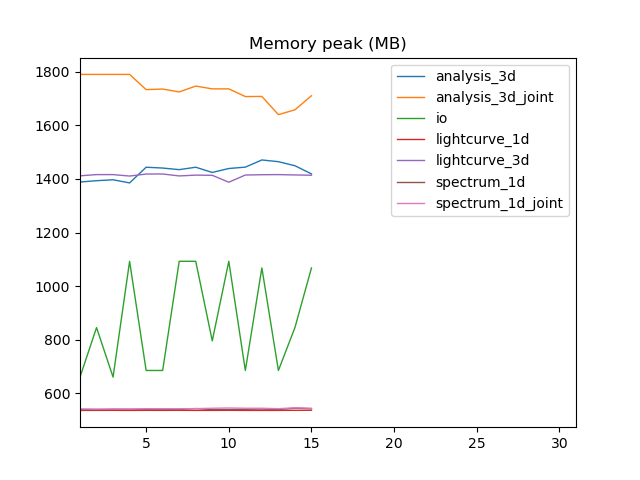 Memory peak (MB)
1800
1600
1400
1200
1000
800
600
5
10
15
20
25
30
analysis_3d
analysis_3d_joint
io
lightcurve_1d
lightcurve_3d
spectrum_1d
spectrum_1d_joint